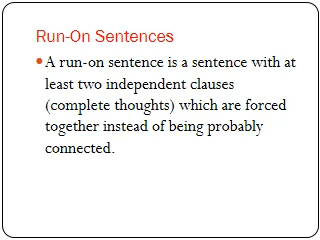 Run-On Sentences
• A run-on sentence is a sentence with at
least two independent clauses
(complete thoughts) which are forced
together instead of being probably
connected.